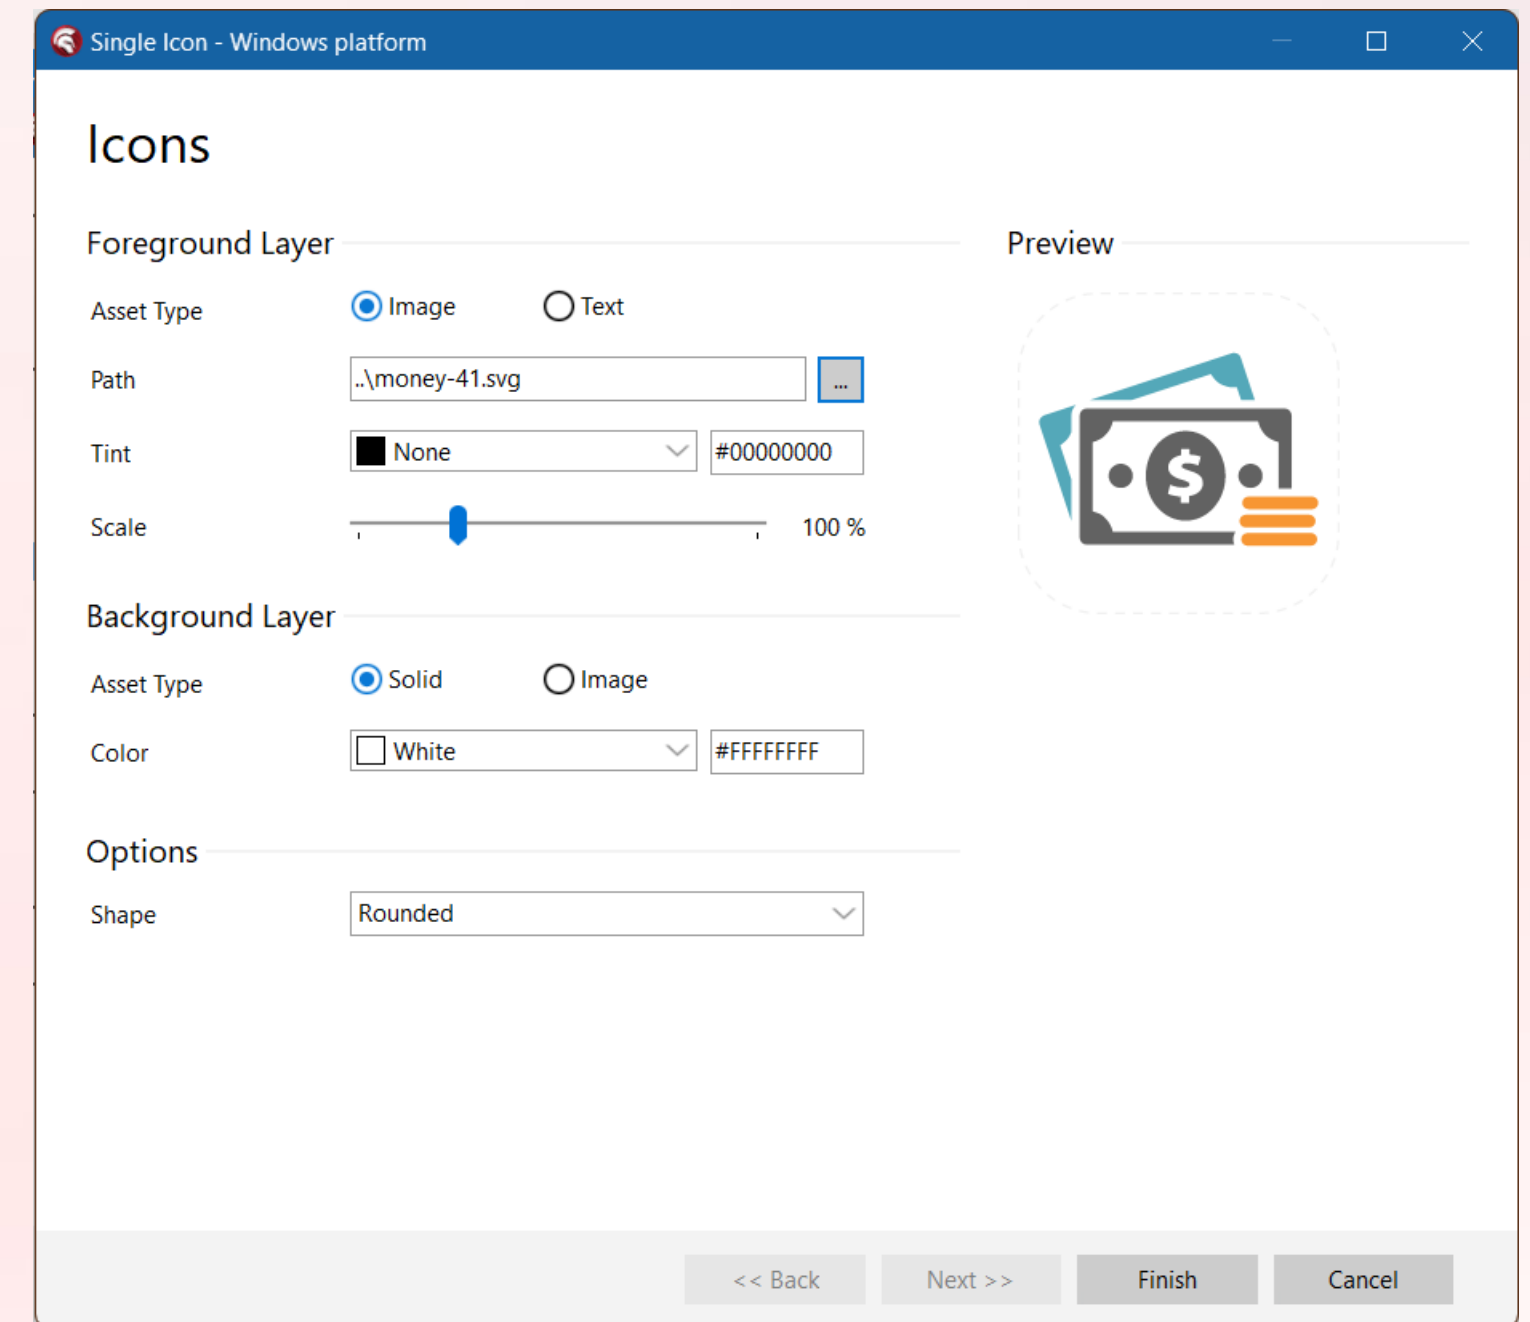 Single Icon - Windows platform
Icons
Foreground Layer
Asset Type
Image
Text
Path
..\money-41.svg
...
Tint
None
#00000000
Scale
100 %
Background Layer
Asset Type
Solid
Image
Color
White
#FFFFFFFF
Options
Shape
Rounded
Preview
$
<< Back
Next >>
Finish
Cancel